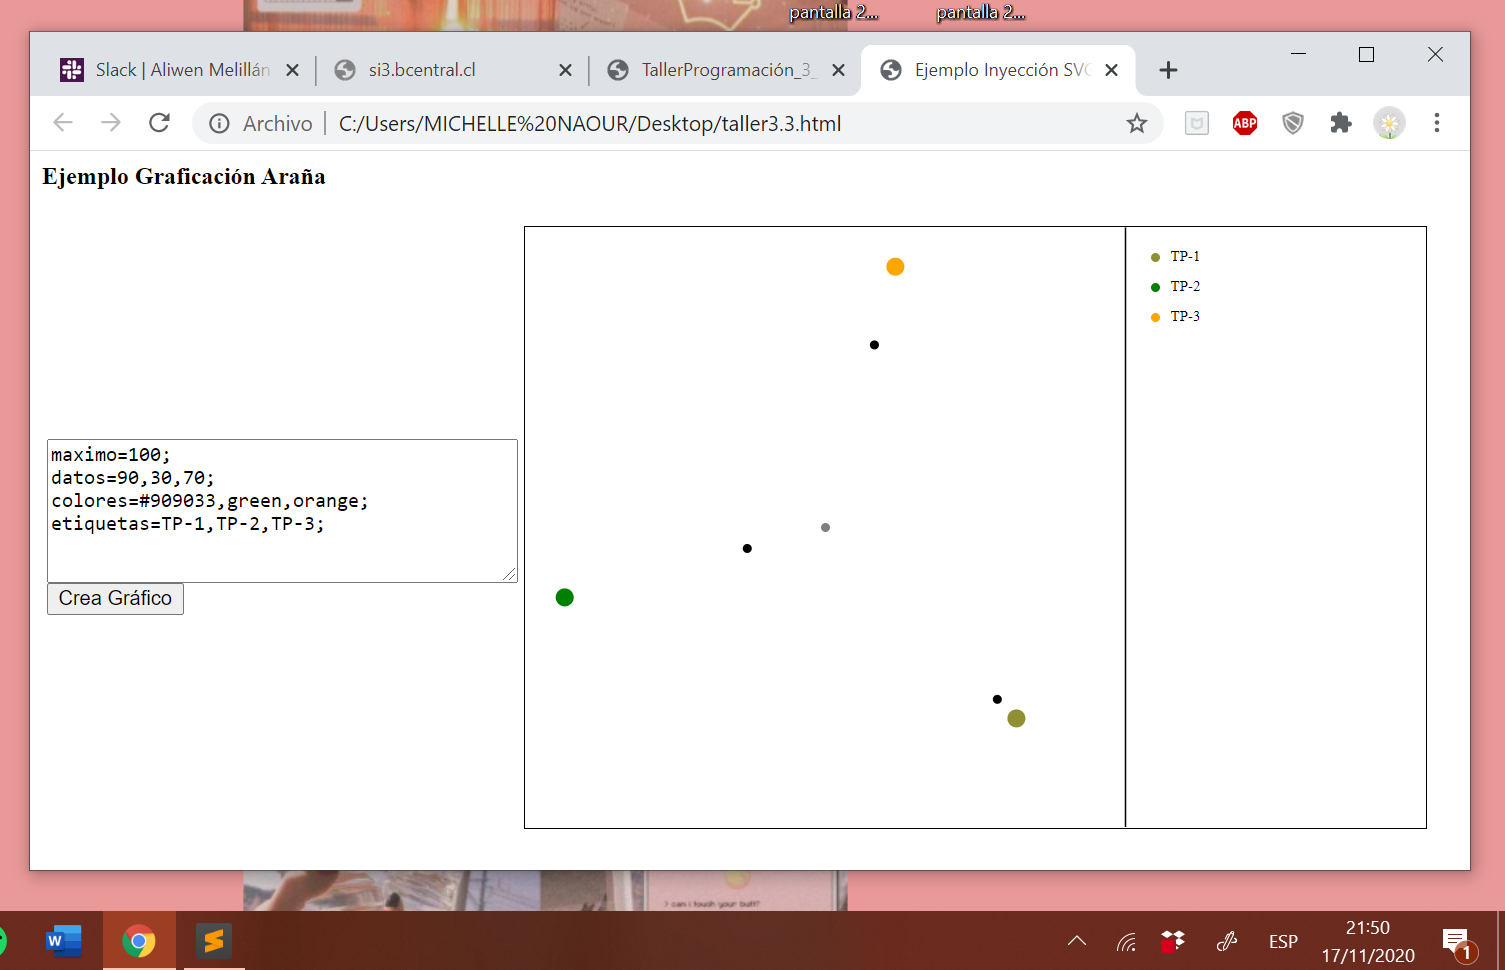 pantalla 2... pantalla 2...
Slack | Aliwen Melillán
si3.bcentral.cl
TallerProgramación_3_
Ejemplo Inyección SVG
Archivo C:/Users/MICHELLE%20NAOUR/Desktop/taller3.3.html
ABP
Ejemplo Graficación Araña
TP-1
TP-2
TP-3
maximo=100;
datos=90,30,70;
colores=#909033,green,orange;
etiquetas=TP-1,TP-2,TP-3;
Crea Gráfico
> can i touch your butt?
W
ESP
21:50
17/11/2020
1